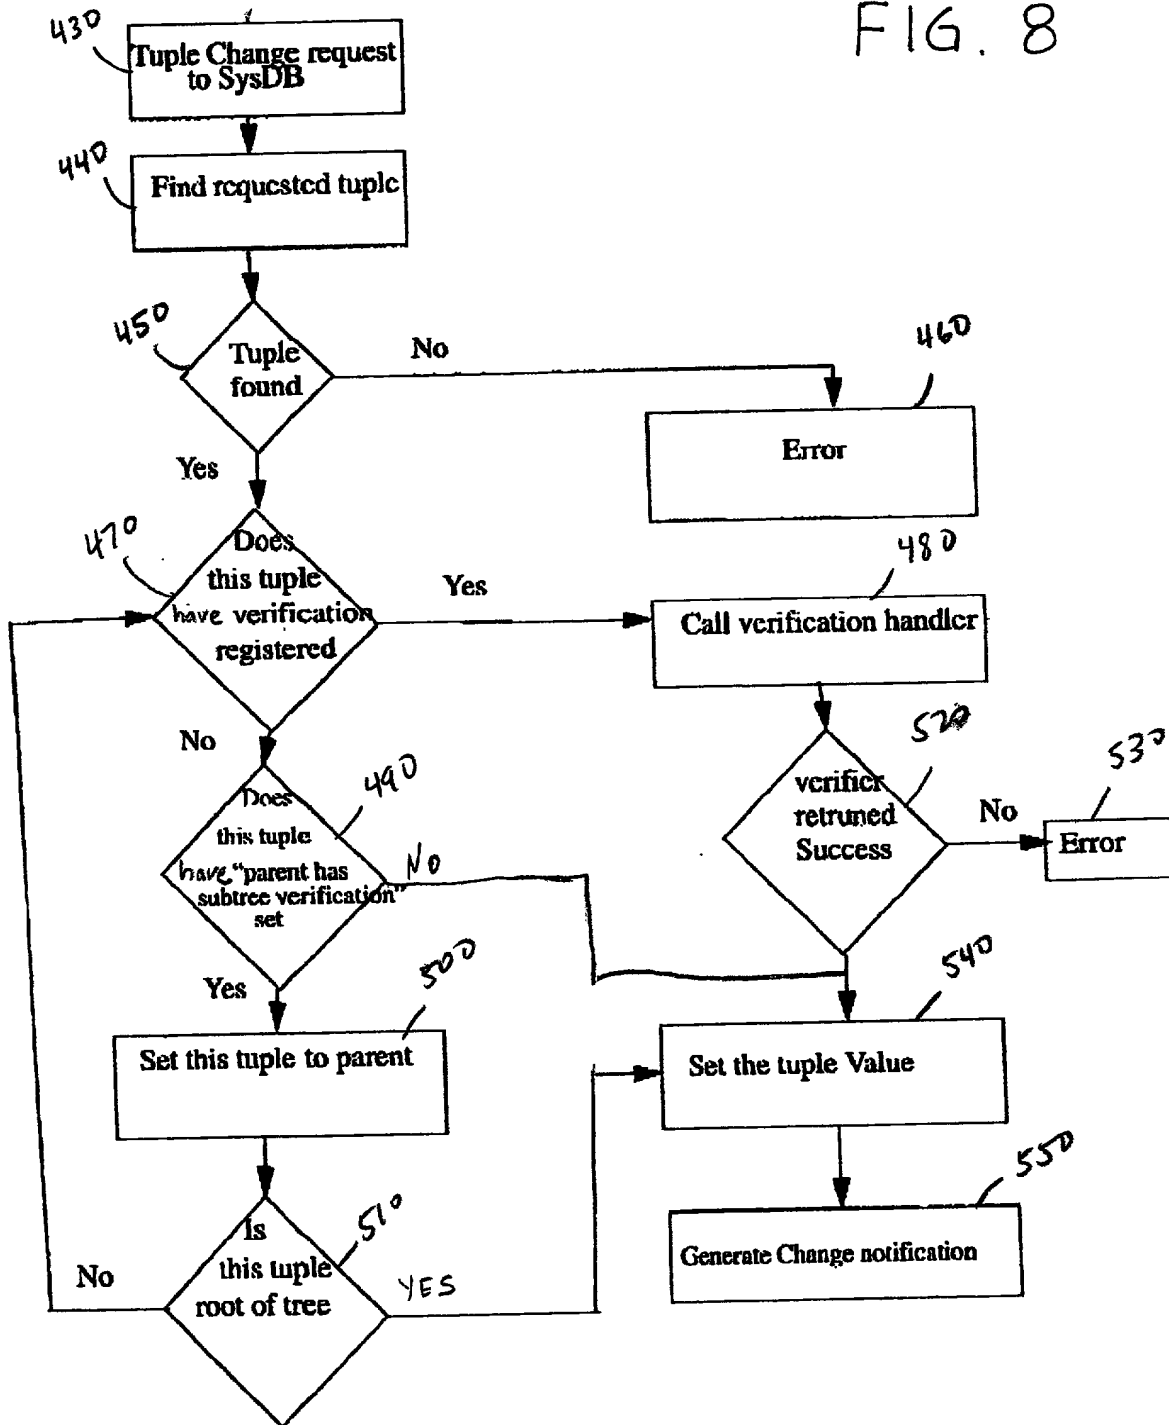 FIG. 8
430
Tuple Change request
to SysDB
440
Find requested tuple
450
Tuple
found
No
460
Error
Yes
470
Does
this tuple
have verification
registered
Yes
480
Call verification handler
No
490
Does
this tuple
have "parent has
subtree verification"
set
No
520
verifier
retruned
Success
No
530
Error
Yes
500
Set this tuple to parent
540
Set the tuple Value
510
Is
this tuple
root of tree
No
YES
550
Generate Change notification